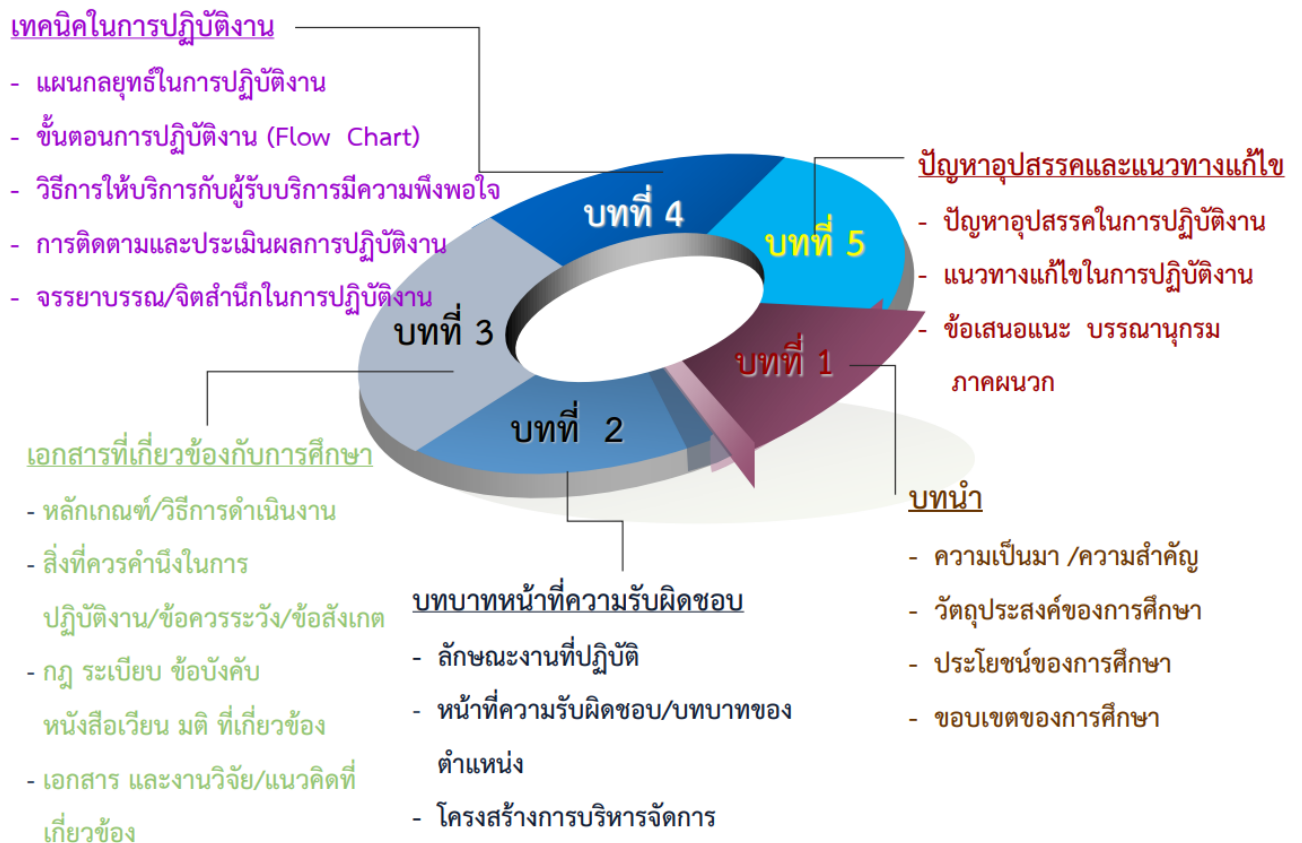 เทคนิคในการปฏิบัติงาน
- แผนกลยุทธ์ในการปฏิบัติงาน
- ขั้นตอนการปฏิบัติงาน (Flow Chart)
- วิธีการให้บริการกับผู้รับบริการมีความพึงพอใจ
- การติดตามและประเมินผลการปฏิบัติงาน
- จรรยาบรรณ/จิตสำนึกในการปฏิบัติงาน
ปัญหาอุปสรรคและแนวทางแก้ไข
- ปัญหาอุปสรรคในการปฏิบัติงาน
- แนวทางแก้ไขในการปฏิบัติงาน
- ข้อเสนอแนะ บรรณานุกรม
ภาคผนวก
บทที่ 4
บทที่ 5
บทที่ 3
บทที่ 1
บทที่ 2
เอกสารที่เกี่ยวข้องกับการศึกษา
- หลักเกณฑ์/วิธีการดำเนินงาน
- สิ่งที่ควรคำนึงในการ
ปฏิบัติงาน/ข้อควรระวัง/ข้อสังเกต
- กฎ ระเบียบ ข้อบังคับ
หนังสือเวียน มติ ที่เกี่ยวข้อง
- เอกสาร และงานวิจัย/แนวคิดที่
เกี่ยวข้อง
บทบาทหน้าที่ความรับผิดชอบ
- ลักษณะงานที่ปฏิบัติ
- หน้าที่ความรับผิดชอบ/บทบาทของ
ตำแหน่ง
- โครงสร้างการบริหารจัดการ
บทนำ
- ความเป็นมา /ความสำคัญ
- วัตถุประสงค์ของการศึกษา
- ประโยชน์ของการศึกษา
- ขอบเขตของการศึกษา